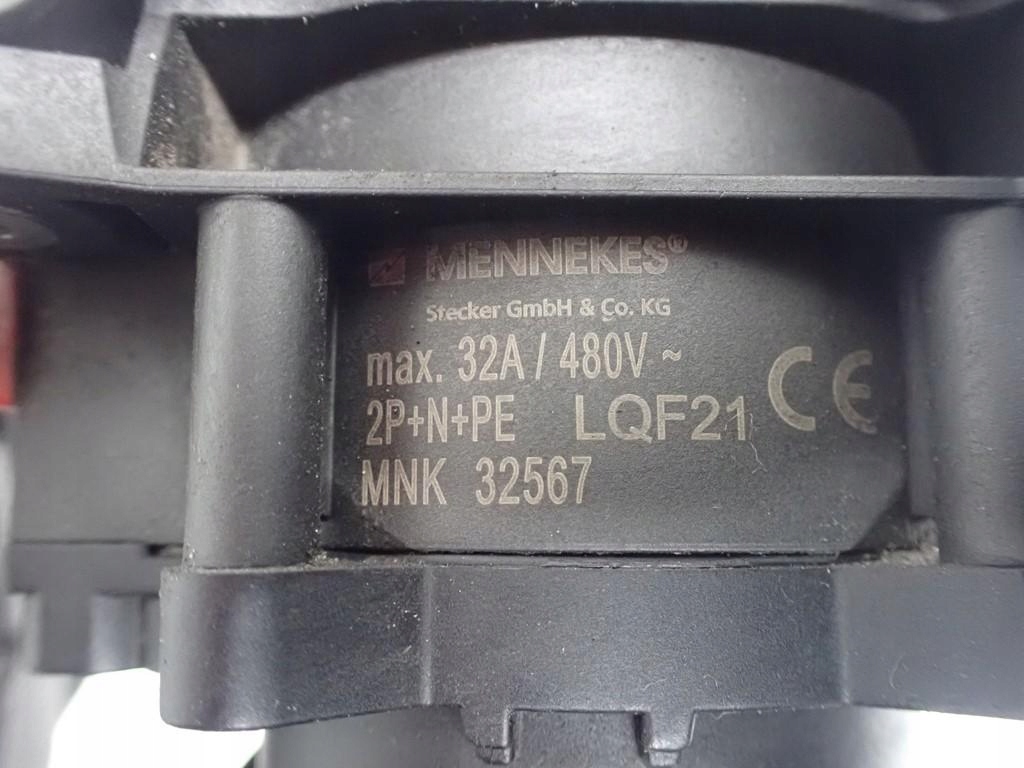 MENNEKES®
Stecker GmbH & Co. KG
max. 32A / 480V ~
2P+N+PE LQF21 CE
MNK 32567